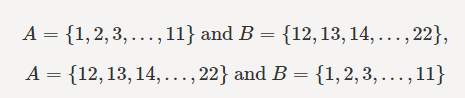 A = {1, 2, 3, . . . , 11} and B = {12, 13, 14, . . . , 22},
A = {12, 13, 14, . . . , 22} and B = {1, 2, 3, . . . , 11}